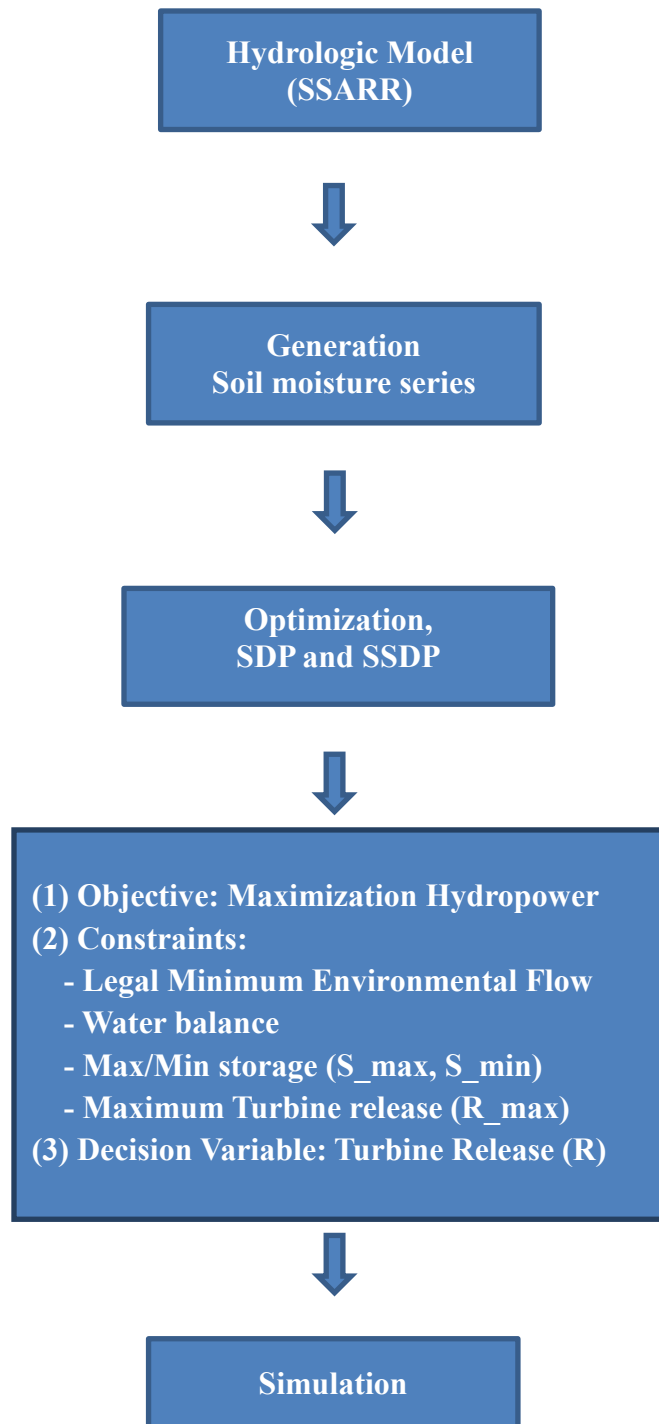 Hydrologic Model
(SSARR)
Generation
Soil moisture series
Optimization,
SDP and SSDP
(1) Objective: Maximization Hydropower
(2) Constraints:
- Legal Minimum Environmental Flow
- Water balance
- Max/Min storage (S_max, S_min)
- Maximum Turbine release (R_max)
(3) Decision Variable: Turbine Release (R)
Simulation